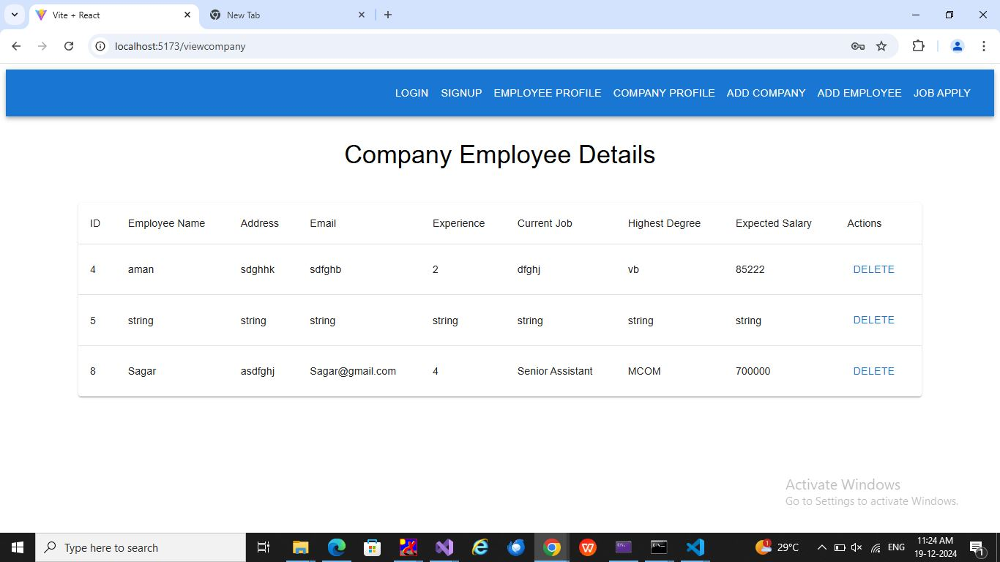 Vite + React
New Tab
localhost:5173/viewcompany
LOGIN SIGNUP EMPLOYEE PROFILE COMPANY PROFILE ADD COMPANY ADD EMPLOYEE JOB APPLY
Company Employee Details
ID Employee Name Address Email Experience Current Job Highest Degree Expected Salary Actions
4 aman sdghhk sdfghb 2 dfghj vb 85222 DELETE
5 string string string string string string string DELETE
8 Sagar asdfghj Sagar@gmail.com 4 Senior Assistant MCOM 700000 DELETE
Activate Windows
Go to Settings to activate Windows.
Type here to search
1
29°C
ENG
11:24 AM
19-12-2024
1